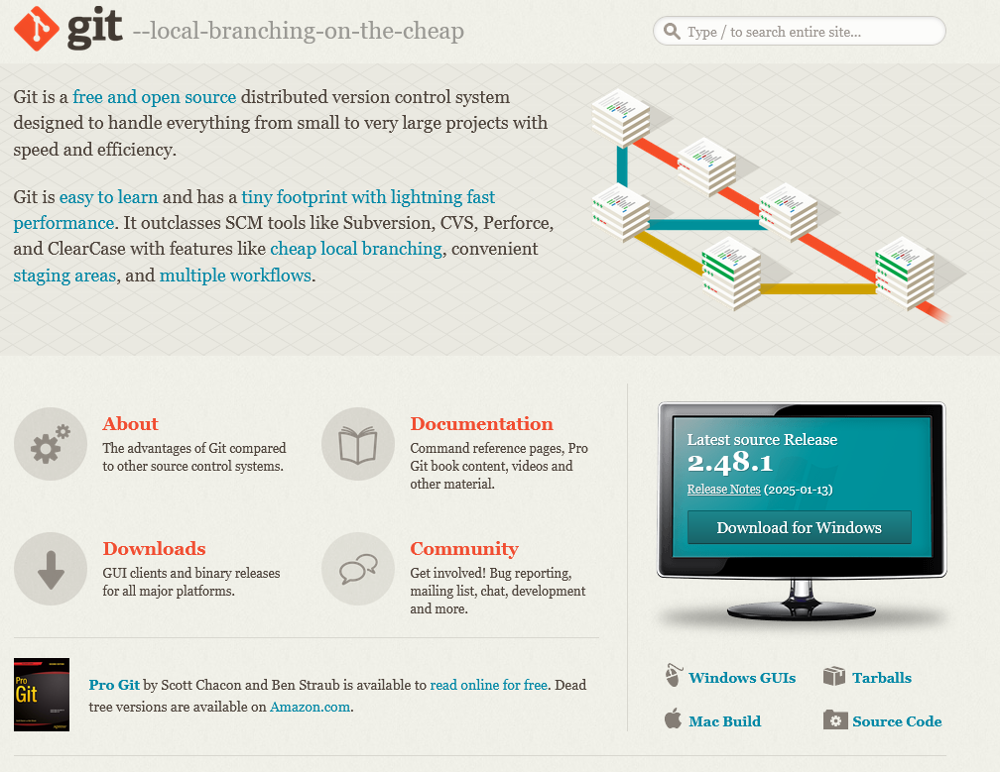 git --local-branching-on-the-cheap
Type / to search entire site...
Git is a free and open source distributed version control system
designed to handle everything from small to very large projects with
speed and efficiency.
Git is easy to learn and has a tiny footprint with lightning fast
performance. It outclasses SCM tools like Subversion, CVS, Perforce,
and ClearCase with features like cheap local branching, convenient
staging areas, and multiple workflows.
About
The advantages of Git compared
to other source control systems.
Documentation
Command reference pages, Pro
Git book content, videos and
other material.
Downloads
GUI clients and binary releases
for all major platforms.
Community
Get involved! Bug reporting,
mailing list, chat, development
and more.
Pro
Git
Pro Git by Scott Chacon and Ben Straub is available to read online for free. Dead
tree versions are available on Amazon.com.
Latest source Release
2.48.1
Release Notes (2025-01-13)
Download for Windows
Windows GUIs
Tarballs
Mac Build
Source Code